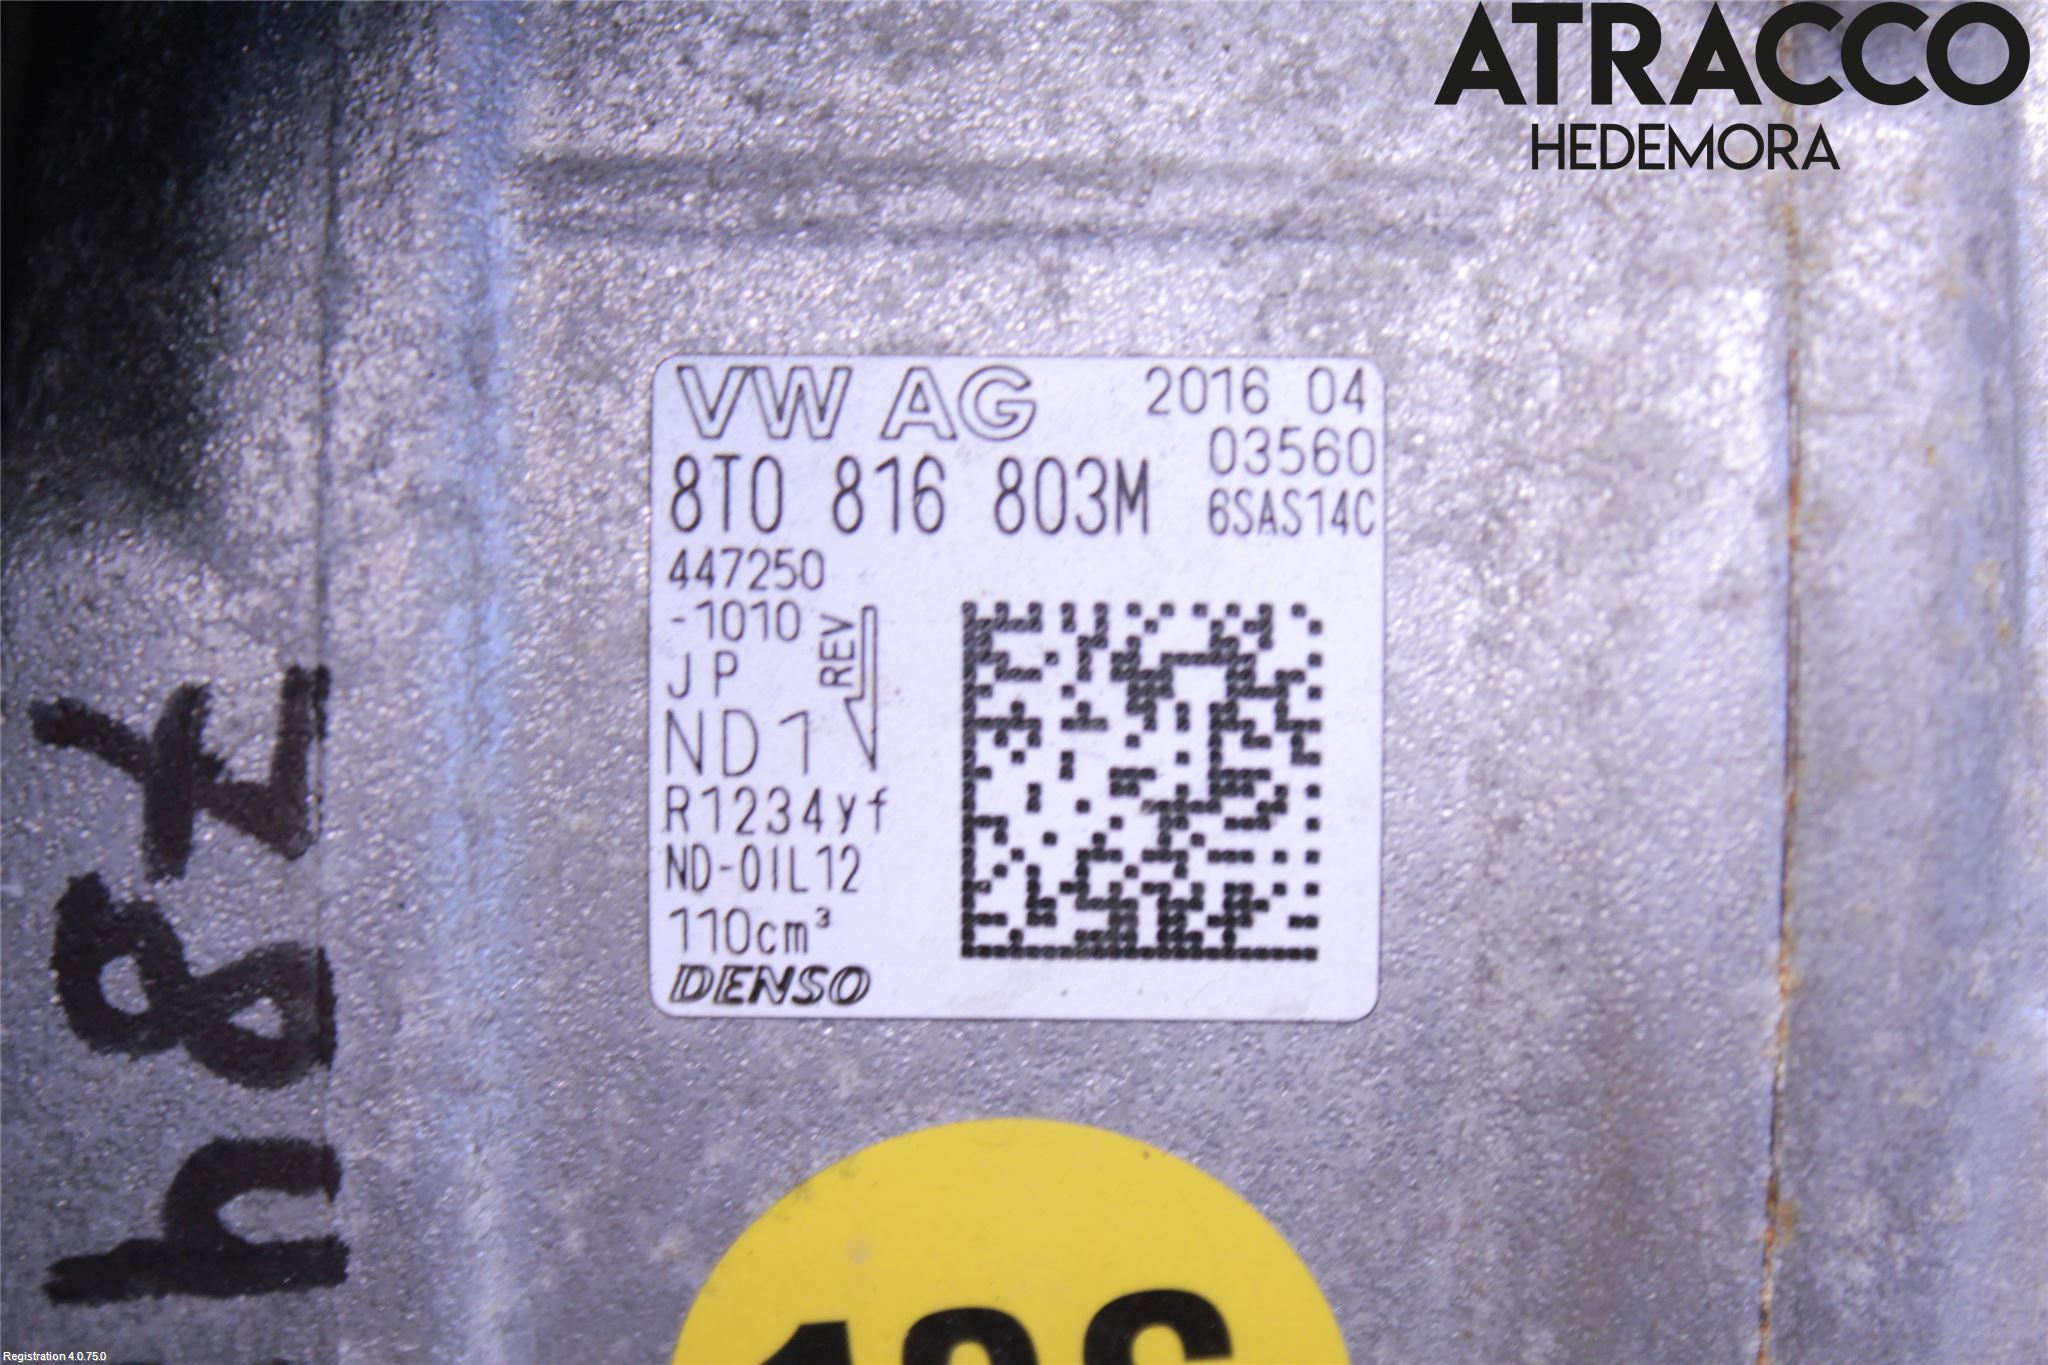 ATRACCO
HEDEMORA
VW AG 2016 04
03560
8T0 816 803M 6SAS14C
447250
-1010
REV
JP
ND1
R1234yf
ND-OIL12
110cm³
DENSO
Registration 4.0.75.0